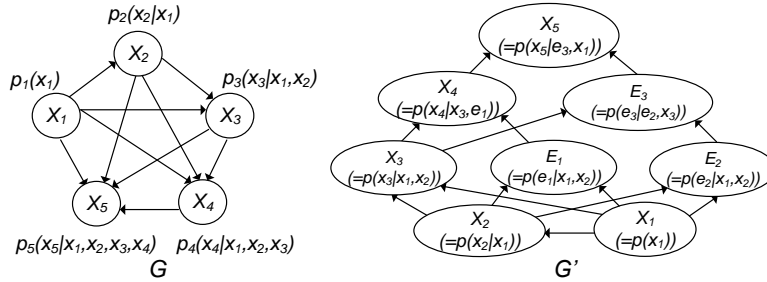 p₂(x₂|x₁)
X₂
p₁(x₁)
p₃(x₃|x₁,x₂)
X₁
X₃
X₅
X₄
p₅(x₅|x₁,x₂,x₃,x₄)
p₄(x₄|x₁,x₂,x₃)
G
X₅
(=p(x₅|e₃,x₁))
X₄
(=p(x₄|x₃,e₁))
E₃
(=p(e₃|e₂,x₃))
X₃
(=p(x₃|x₁,x₂))
E₁
(=p(e₁|x₁,x₂))
E₂
(=p(e₂|x₁,x₂))
X₂
(=p(x₂|x₁))
X₁
(=p(x₁))
G’